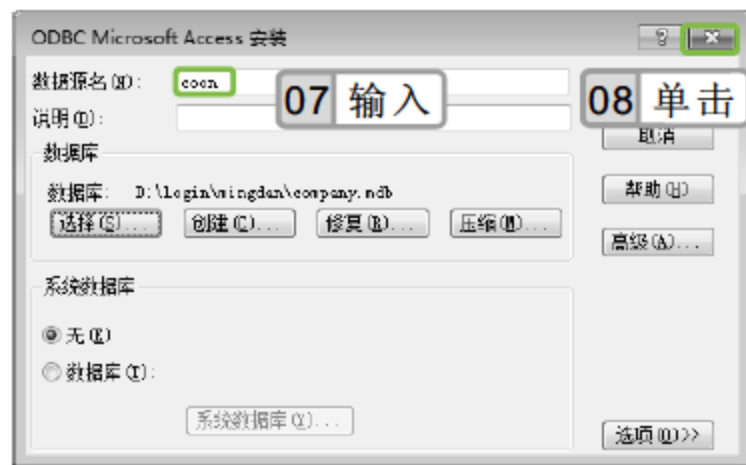 ODBC Microsoft Access 安装
数据源名(N):
conn
07 输入
08 单击
说明(D):
取消
数据库
数据库: D:\login\mingdan\company.mdb
帮助(H)
选择(S)... 创建(C)... 修复(R)... 压缩(M)...
高级(A)...
系统数据库
无(E)
数据库(T):
系统数据库(Y)...
选项(O)>>